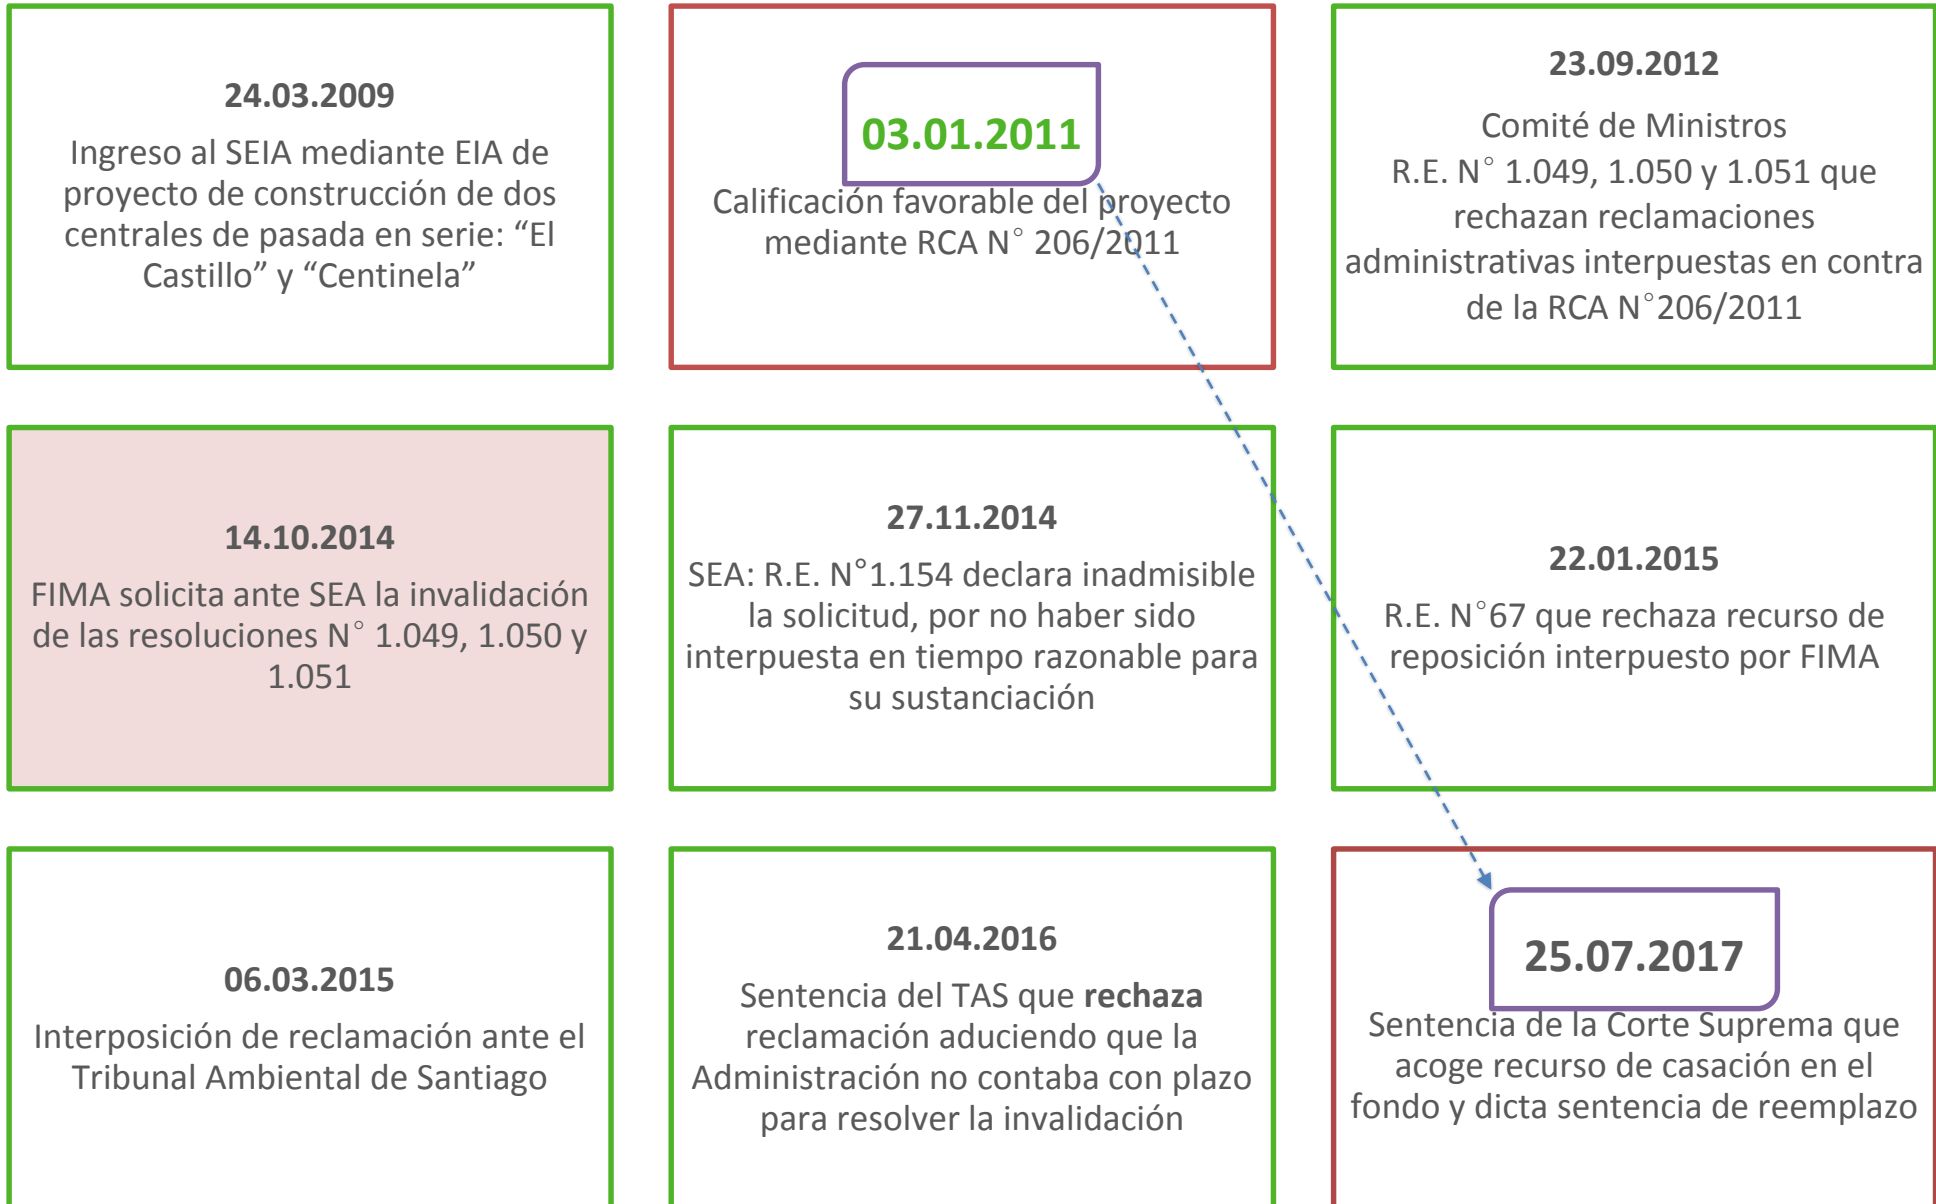 24.03.2009
Ingreso al SEIA mediante EIA de
proyecto de construcción de dos
centrales de pasada en serie: “El
Castillo” y “Centinela”
03.01.2011
Calificación favorable del proyecto
mediante RCA N° 206/2011
23.09.2012
Comité de Ministros
R.E. N° 1.049, 1.050 y 1.051 que
rechazan reclamaciones
administrativas interpuestas en contra
de la RCA N°206/2011
14.10.2014
FIMA solicita ante SEA la invalidación
de las resoluciones N° 1.049, 1.050 y
1.051
27.11.2014
SEA: R.E. N°1.154 declara inadmisible
la solicitud, por no haber sido
interpuesta en tiempo razonable para
su sustanciación
22.01.2015
R.E. N°67 que rechaza recurso de
reposición interpuesto por FIMA
06.03.2015
Interposición de reclamación ante el
Tribunal Ambiental de Santiago
21.04.2016
Sentencia del TAS que rechaza
reclamación aduciendo que la
Administración no contaba con plazo
para resolver la invalidación
25.07.2017
Sentencia de la Corte Suprema que
acoge recurso de casación en el
fondo y dicta sentencia de reemplazo